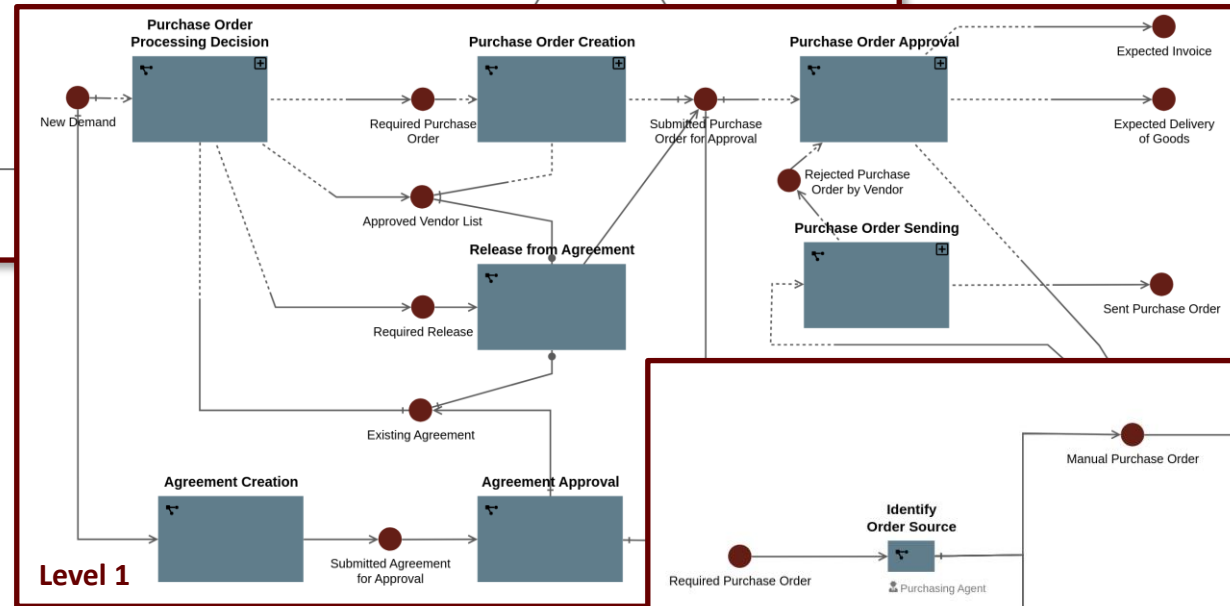 Purchase Order
Processing Decision
Purchase Order Creation
Purchase Order Approval
Expected Invoice
New Demand
Required Purchase
Order
Submitted Purchase
Order for Approval
Expected Delivery
of Goods
Rejected Purchase
Order by Vendor
Approved Vendor List
Release from Agreement
Purchase Order Sending
Required Release
Sent Purchase Order
Existing Agreement
Agreement Creation
Agreement Approval
Submitted Agreement
for Approval
Level 1
Manual Purchase Order
Identify
Order Source
Required Purchase Order
Purchasing Agent